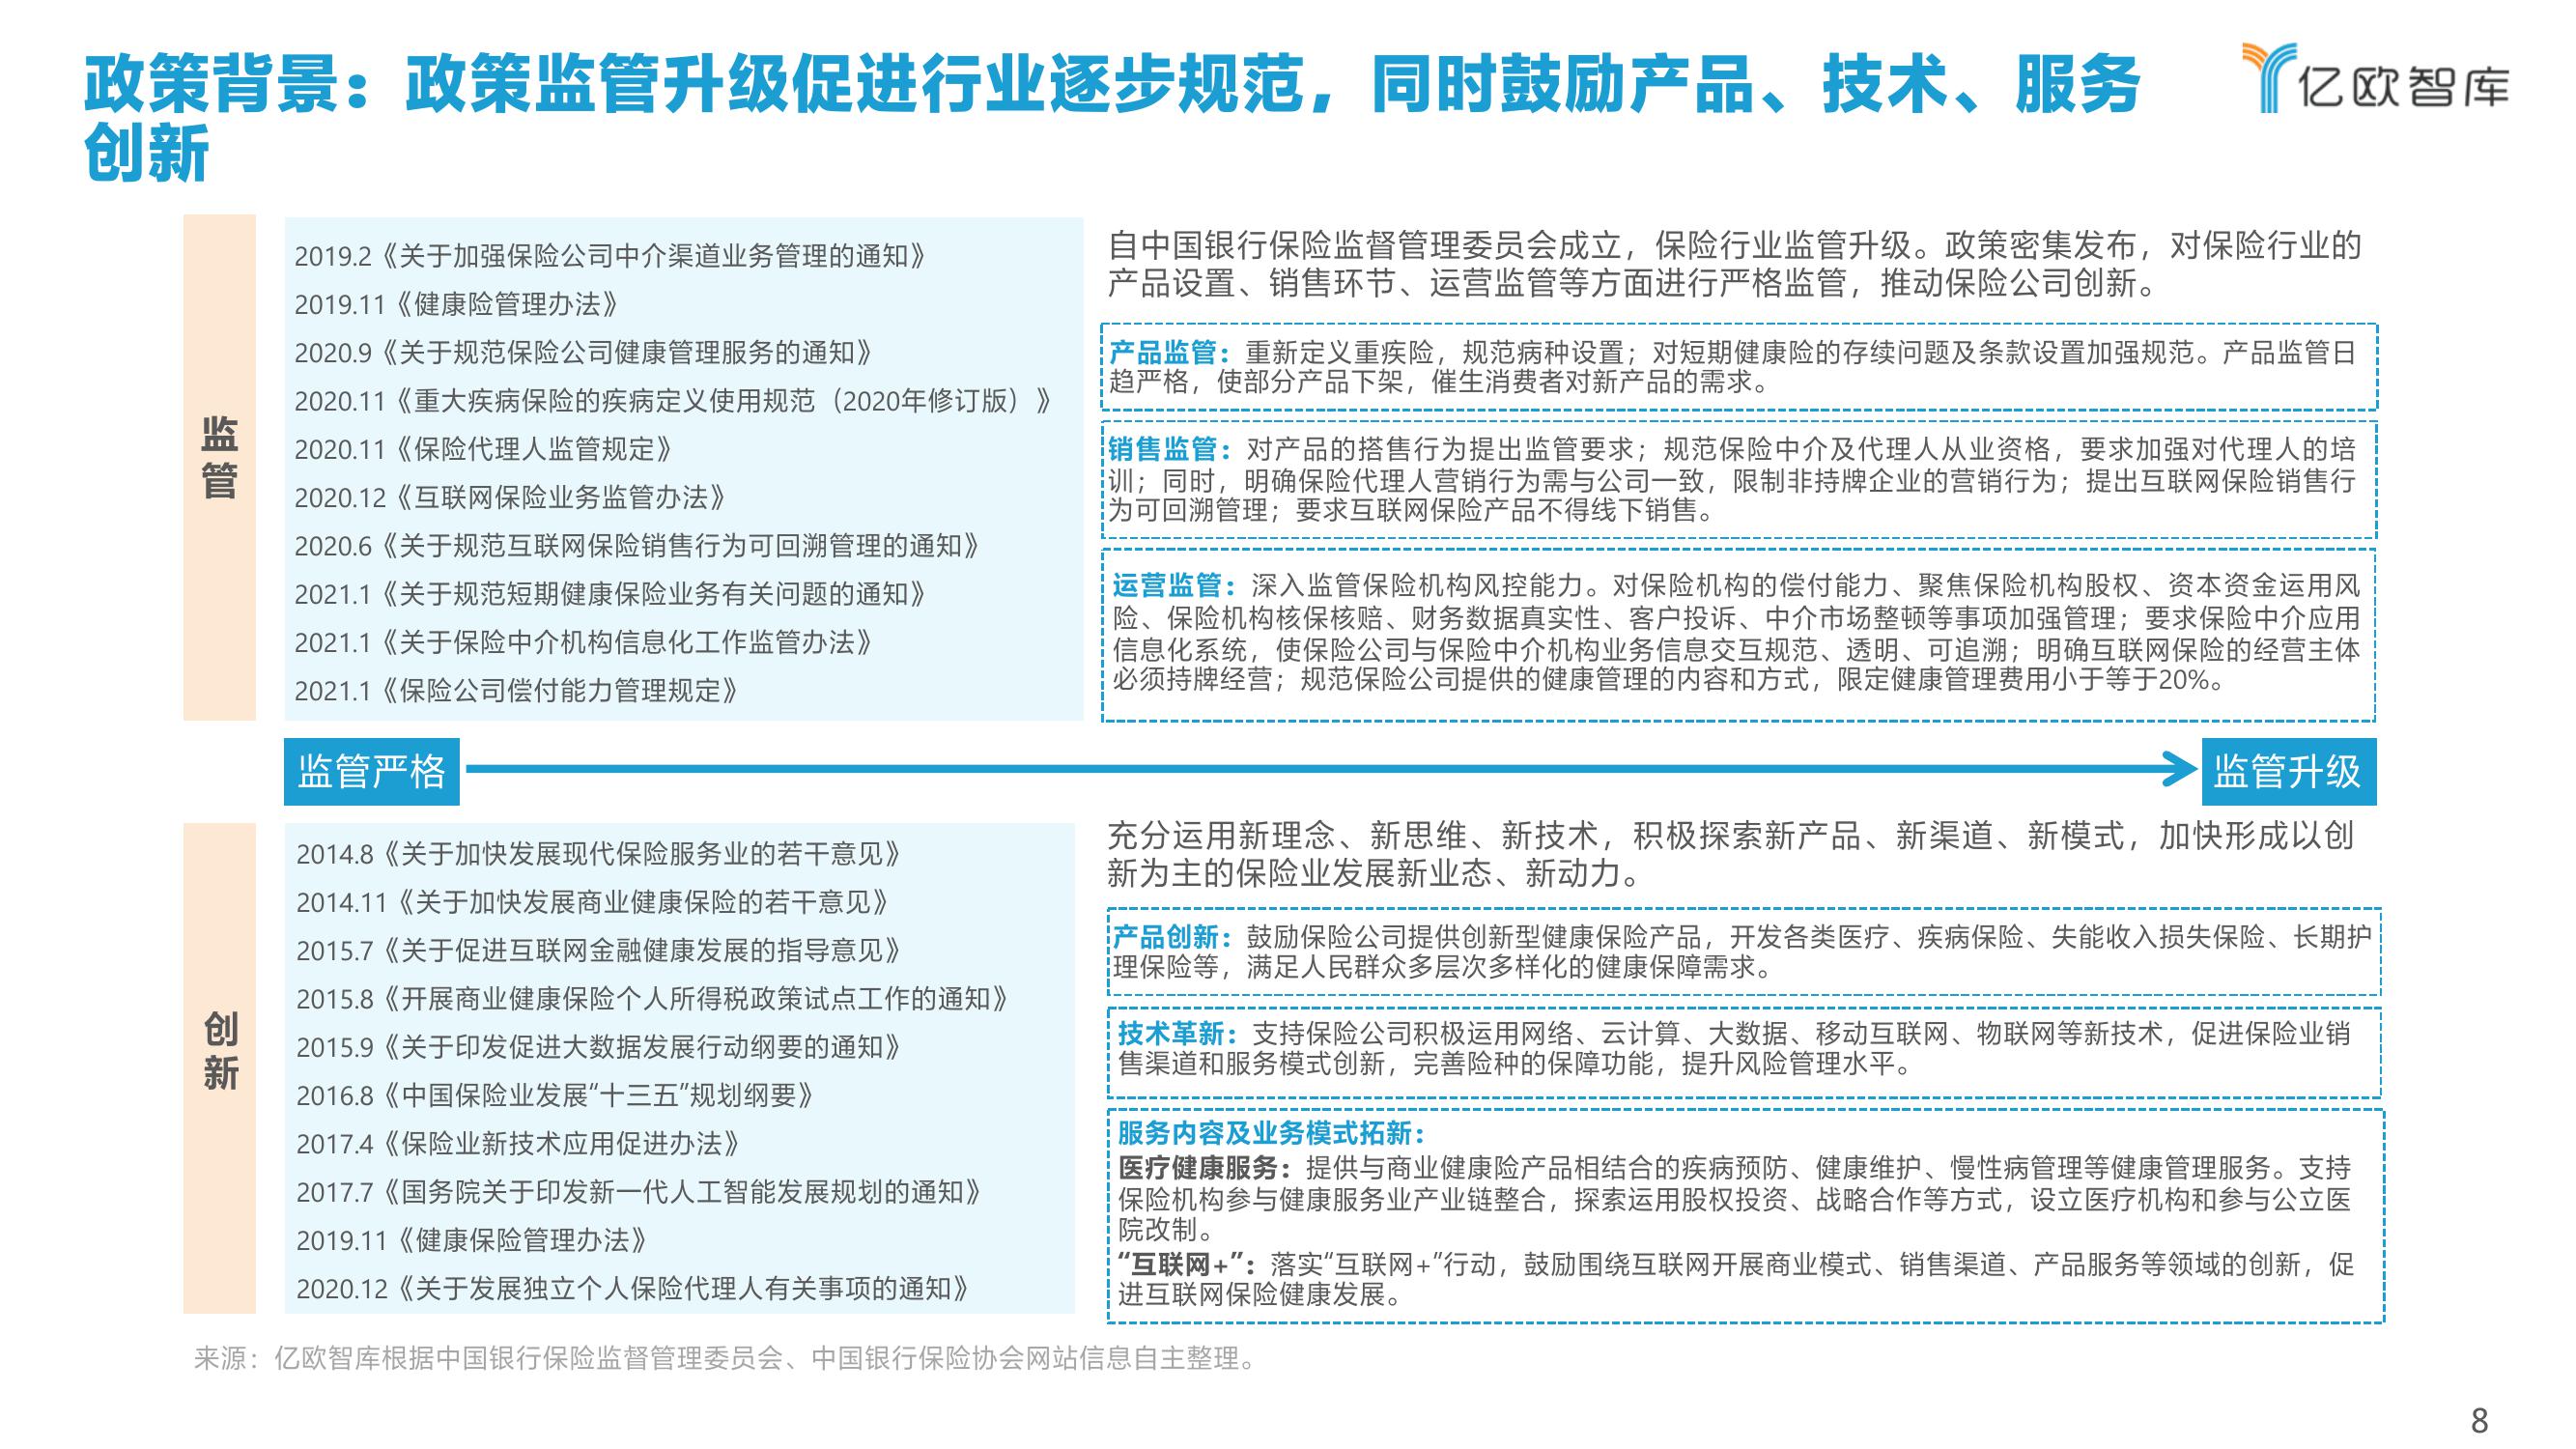 政策背景：政策监管升级促进行业逐步规范，同时鼓励产品、技术、服务
创新
亿欧智库
监
管
2019.2《关于加强保险公司中介渠道业务管理的通知》
2019.11《健康险管理办法》
2020.9《关于规范保险公司健康管理服务的通知》
2020.11《重大疾病保险的疾病定义使用规范（2020年修订版）》
2020.11《保险代理人监管规定》
2020.12《互联网保险业务监管办法》
2020.6《关于规范互联网保险销售行为可回溯管理的通知》
2021.1《关于规范短期健康保险业务有关问题的通知》
2021.1《关于保险中介机构信息化工作监管办法》
2021.1《保险公司偿付能力管理规定》
自中国银行保险监督管理委员会成立，保险行业监管升级。政策密集发布，对保险行业的
产品设置、销售环节、运营监管等方面进行严格监管，推动保险公司创新。
产品监管：重新定义重疾险，规范病种设置；对短期健康险的存续问题及条款设置加强规范。产品监管日
趋严格，使部分产品下架，催生消费者对新产品的需求。
销售监管：对产品的搭售行为提出监管要求；规范保险中介及代理人从业资格，要求加强对代理人的培
训；同时，明确保险代理人营销行为需与公司一致，限制非持牌企业的营销行为；提出互联网保险销售行
为可回溯管理；要求互联网保险产品不得线下销售。
运营监管：深入监管保险机构风控能力。对保险机构的偿付能力、聚焦保险机构股权、资本资金运用风
险、保险机构核保核赔、财务数据真实性、客户投诉、中介市场整顿等事项加强管理；要求保险中介应用
信息化系统，使保险公司与保险中介机构业务信息交互规范、透明、可追溯；明确互联网保险的经营主体
必须持牌经营；规范保险公司提供的健康管理的内容和方式，限定健康管理费用小于等于20%。
监管严格
监管升级
创
新
2014.8《关于加快发展现代保险服务业的若干意见》
2014.11《关于加快发展商业健康保险的若干意见》
2015.7《关于促进互联网金融健康发展的指导意见》
2015.8《开展商业健康保险个人所得税政策试点工作的通知》
2015.9《关于印发促进大数据发展行动纲要的通知》
2016.8《中国保险业发展“十三五”规划纲要》
2017.4《保险业新技术应用促进办法》
2017.7《国务院关于印发新一代人工智能发展规划的通知》
2019.11《健康保险管理办法》
2020.12《关于发展独立个人保险代理人有关事项的通知》
充分运用新理念、新思维、新技术，积极探索新产品、新渠道、新模式，加快形成以创
新为主的保险业发展新业态、新动力。
产品创新：鼓励保险公司提供创新型健康保险产品，开发各类医疗、疾病保险、失能收入损失保险、长期护
理保险等，满足人民群众多层次多样化的健康保障需求。
技术革新：支持保险公司积极运用网络、云计算、大数据、移动互联网、物联网等新技术，促进保险业销
售渠道和服务模式创新，完善险种的保障功能，提升风险管理水平。
服务内容及业务模式拓新：
医疗健康服务：提供与商业健康险产品相结合的疾病预防、健康维护、慢性病管理等健康管理服务。支持
保险机构参与健康服务业产业链整合，探索运用股权投资、战略合作等方式，设立医疗机构和参与公立医
院改制。
“互联网+”：落实“互联网+”行动，鼓励围绕互联网开展商业模式、销售渠道、产品服务等领域的创新，促
进互联网保险健康发展。
来源：亿欧智库根据中国银行保险监督管理委员会、中国银行保险协会网站信息自主整理。
8